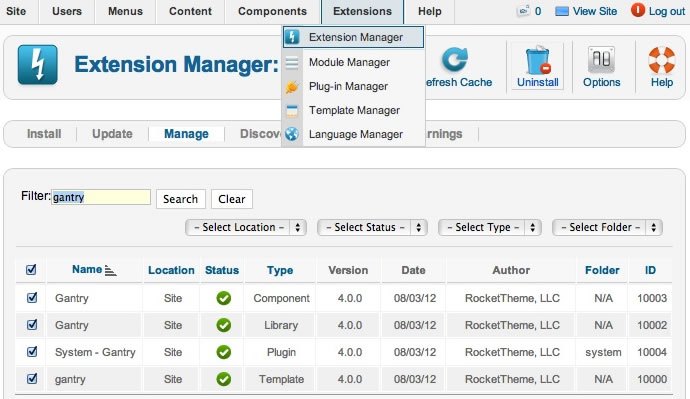 Site Users Menus Content Components Extensions Help 0 View Site Log out
Extension Manager
Module Manager
Plug-in Manager
Template Manager
Language Manager
Extension Manager:
efresh Cache Uninstall Options Help
Install Update Manage Discov arnings
Filter: gantry Search Clear
- Select Location - - Select Status - - Select Type - - Select Folder -
Name Location Status Type Version Date Author Folder ID
Gantry Site Component 4.0.0 08/03/12 RocketTheme, LLC N/A 10003
Gantry Site Library 4.0.0 08/03/12 RocketTheme, LLC N/A 10002
System - Gantry Site Plugin 4.0.0 08/03/12 RocketTheme, LLC system 10004
gantry Site Template 4.0.0 08/03/12 RocketTheme, LLC N/A 10000